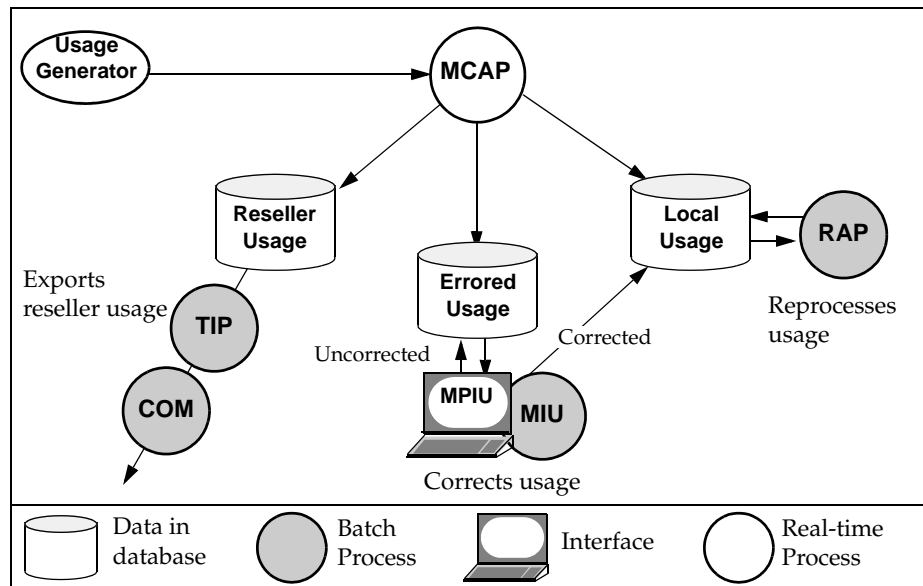 Usage
Generator
MCAP
Reseller
Usage
Local
Usage
RAP
Exports
reseller usage
Errored
Usage
Reprocesses
usage
TIP
Uncorrected
Corrected
MPIU
COM
MIU
Corrects usage
Data in
database
Batch
Process
Interface
Real-time
Process